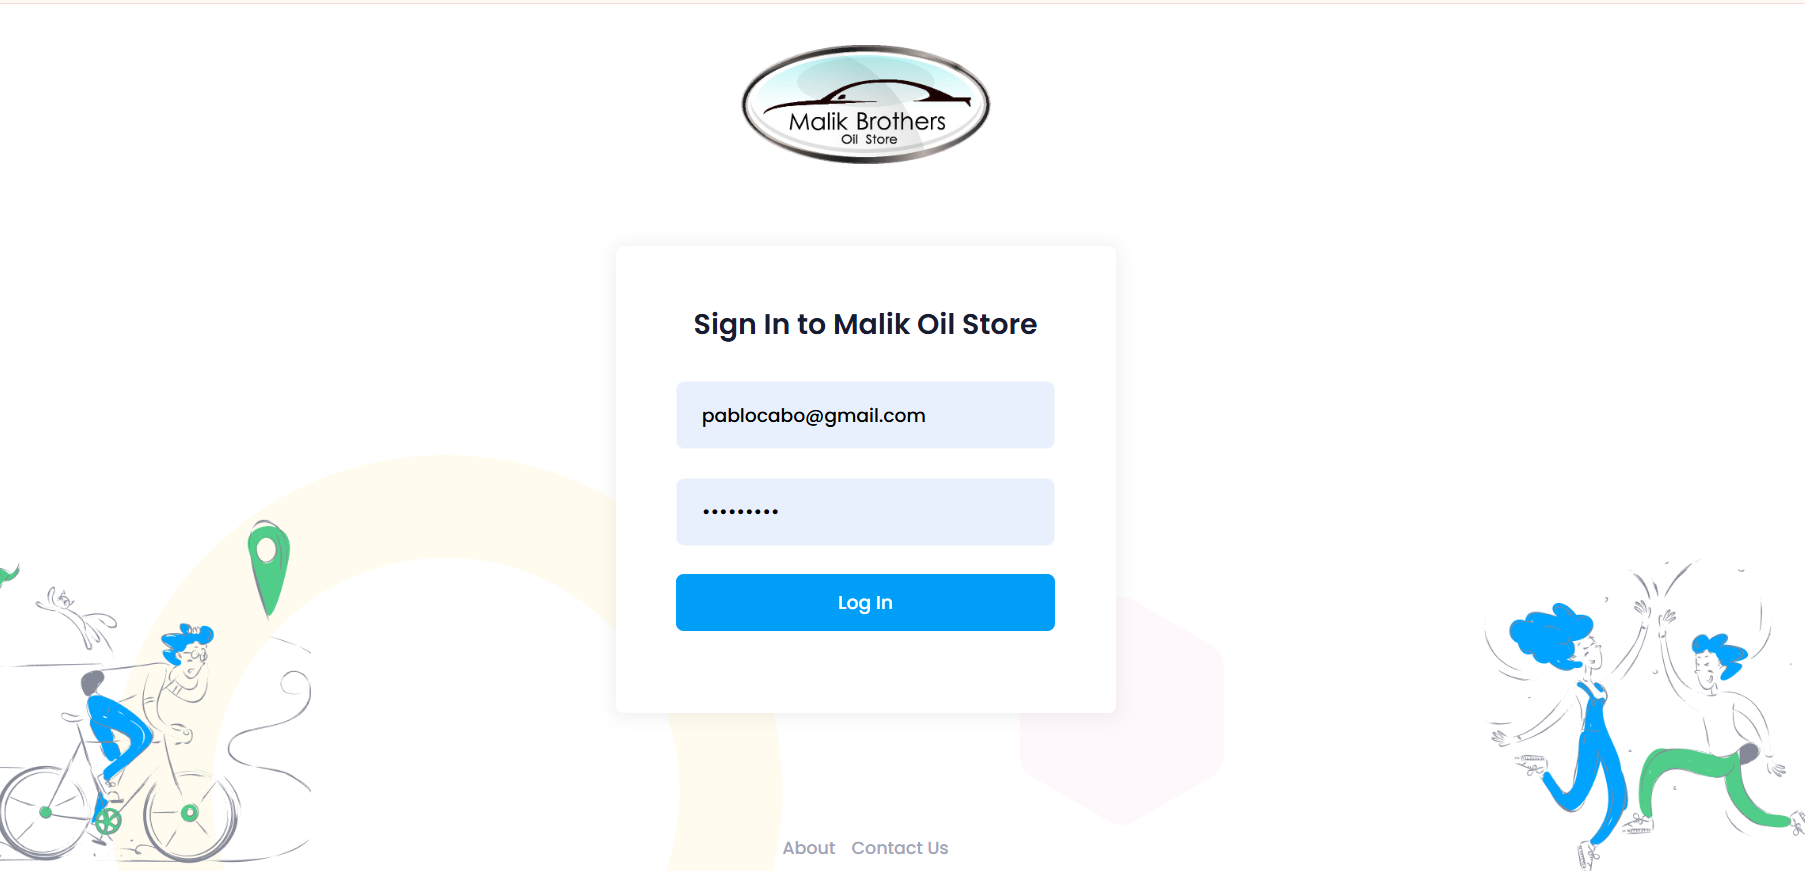 Malik Brothers
Oil Store
Sign In to Malik Oil Store
pablocabo@gmail.com
•••••••••
Log In
About Contact Us